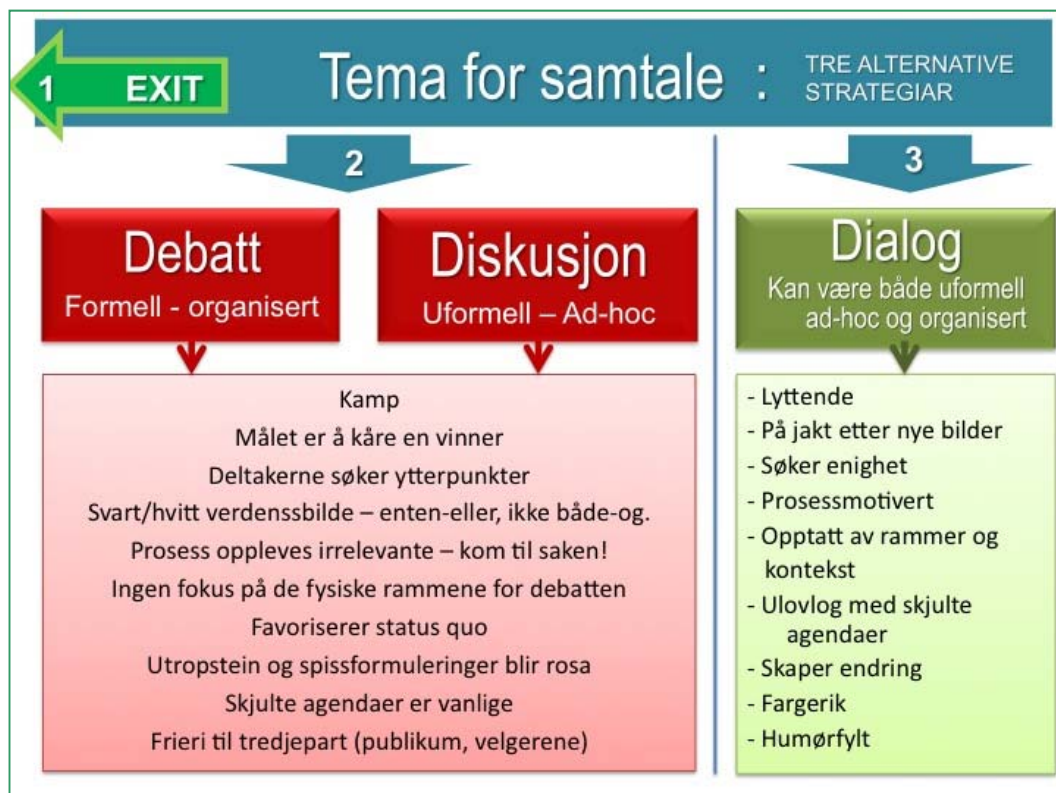 1 EXIT
Tema for samtale :
TRE ALTERNATIVE
STRATEGIAR
2
3
Debatt
Formell - organisert
Diskusjon
Uformell – Ad-hoc
Kamp
Målet er å kåre en vinner
Deltakerne søker ytterpunkter
Svart/hvitt verdenssbilde – enten-eller, ikke både-og.
Prosess oppleves irrelevante – kom til saken!
Ingen fokus på de fysiske rammene for debatten
Favoriserer status quo
Utropstein og spissformuleringer blir rosa
Skjulte agendaer er vanlige
Frieri til tredjepart (publikum, velgerene)
Dialog
Kan være både uformell
ad-hoc og organisert
- Lyttende
- På jakt etter nye bilder
- Søker enighet
- Prosessmotivert
- Opptatt av rammer og
kontekst
- Ulovlog med skjulte
agendaer
- Skaper endring
- Fargerik
- Humørfylt